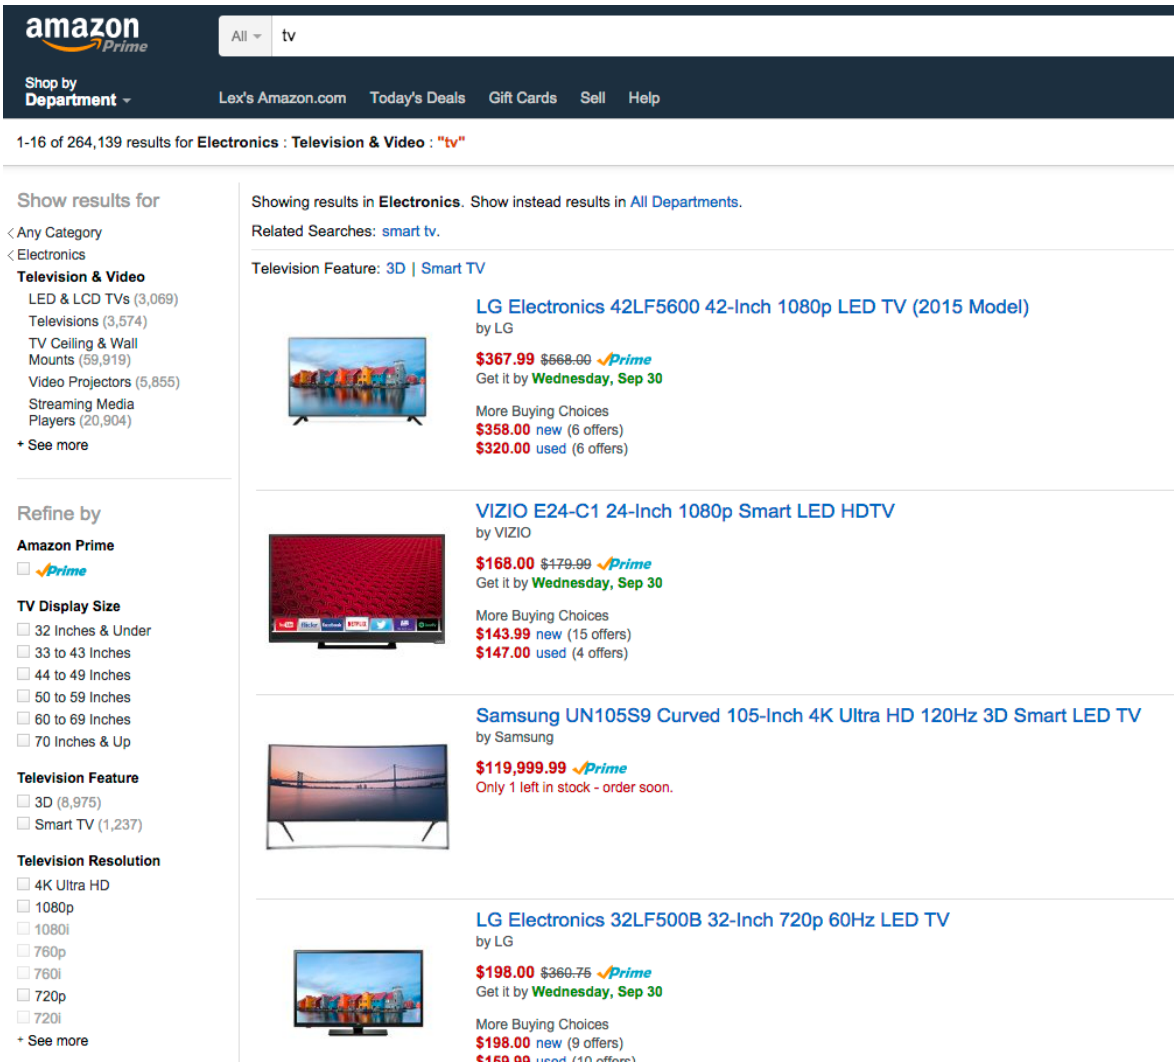 amazon
Prime
All
tv
Shop by
Department
Lex's Amazon.com Today's Deals Gift Cards Sell Help
1-16 of 264,139 results for Electronics : Television & Video : "tv"
Show results for
Any Category
Electronics
Television & Video
LED & LCD TVs (3,069)
Televisions (3,574)
TV Ceiling & Wall
Mounts (59,919)
Video Projectors (5,855)
Streaming Media
Players (20,904)
+ See more
Refine by
Amazon Prime
Prime
TV Display Size
32 Inches & Under
33 to 43 Inches
44 to 49 Inches
50 to 59 Inches
60 to 69 Inches
70 Inches & Up
Television Feature
3D (8,975)
Smart TV (1,237)
Television Resolution
4K Ultra HD
1080p
1080i
760p
760i
720p
720i
+ See more
Showing results in Electronics. Show instead results in All Departments.
Related Searches: smart tv.
Television Feature: 3D | Smart TV
LG Electronics 42LF5600 42-Inch 1080p LED TV (2015 Model)
by LG
$367.99 $568.00 Prime
Get it by Wednesday, Sep 30
More Buying Choices
$358.00 new (6 offers)
$320.00 used (6 offers)
VIZIO E24-C1 24-Inch 1080p Smart LED HDTV
by VIZIO
$168.00 $179.99 Prime
Get it by Wednesday, Sep 30
More Buying Choices
$143.99 new (15 offers)
$147.00 used (4 offers)
flickr facebook NETFLIX
Samsung UN105S9 Curved 105-Inch 4K Ultra HD 120Hz 3D Smart LED TV
by Samsung
$119,999.99 Prime
Only 1 left in stock - order soon.
LG Electronics 32LF500B 32-Inch 720p 60Hz LED TV
by LG
$198.00 $360.75 Prime
Get it by Wednesday, Sep 30
More Buying Choices
$198.00 new (9 offers)
$159.99 used (10 offers)